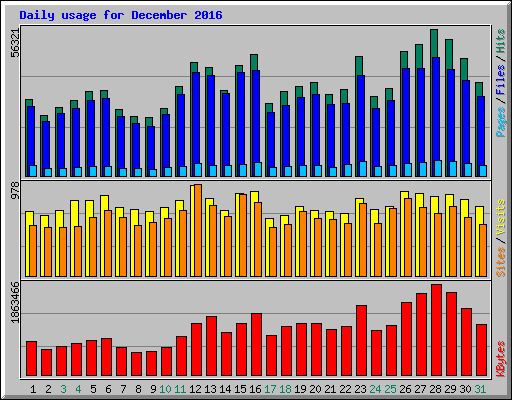 Daily usage for December 2016
56321
Pages / Files / Hits
978
Sites / Visits
1863466
KBytes
1 2 3 4 5 6 7 8 9 10 11 12 13 14 15 16 17 18 19 20 21 22 23 24 25 26 27 28 29 30 31